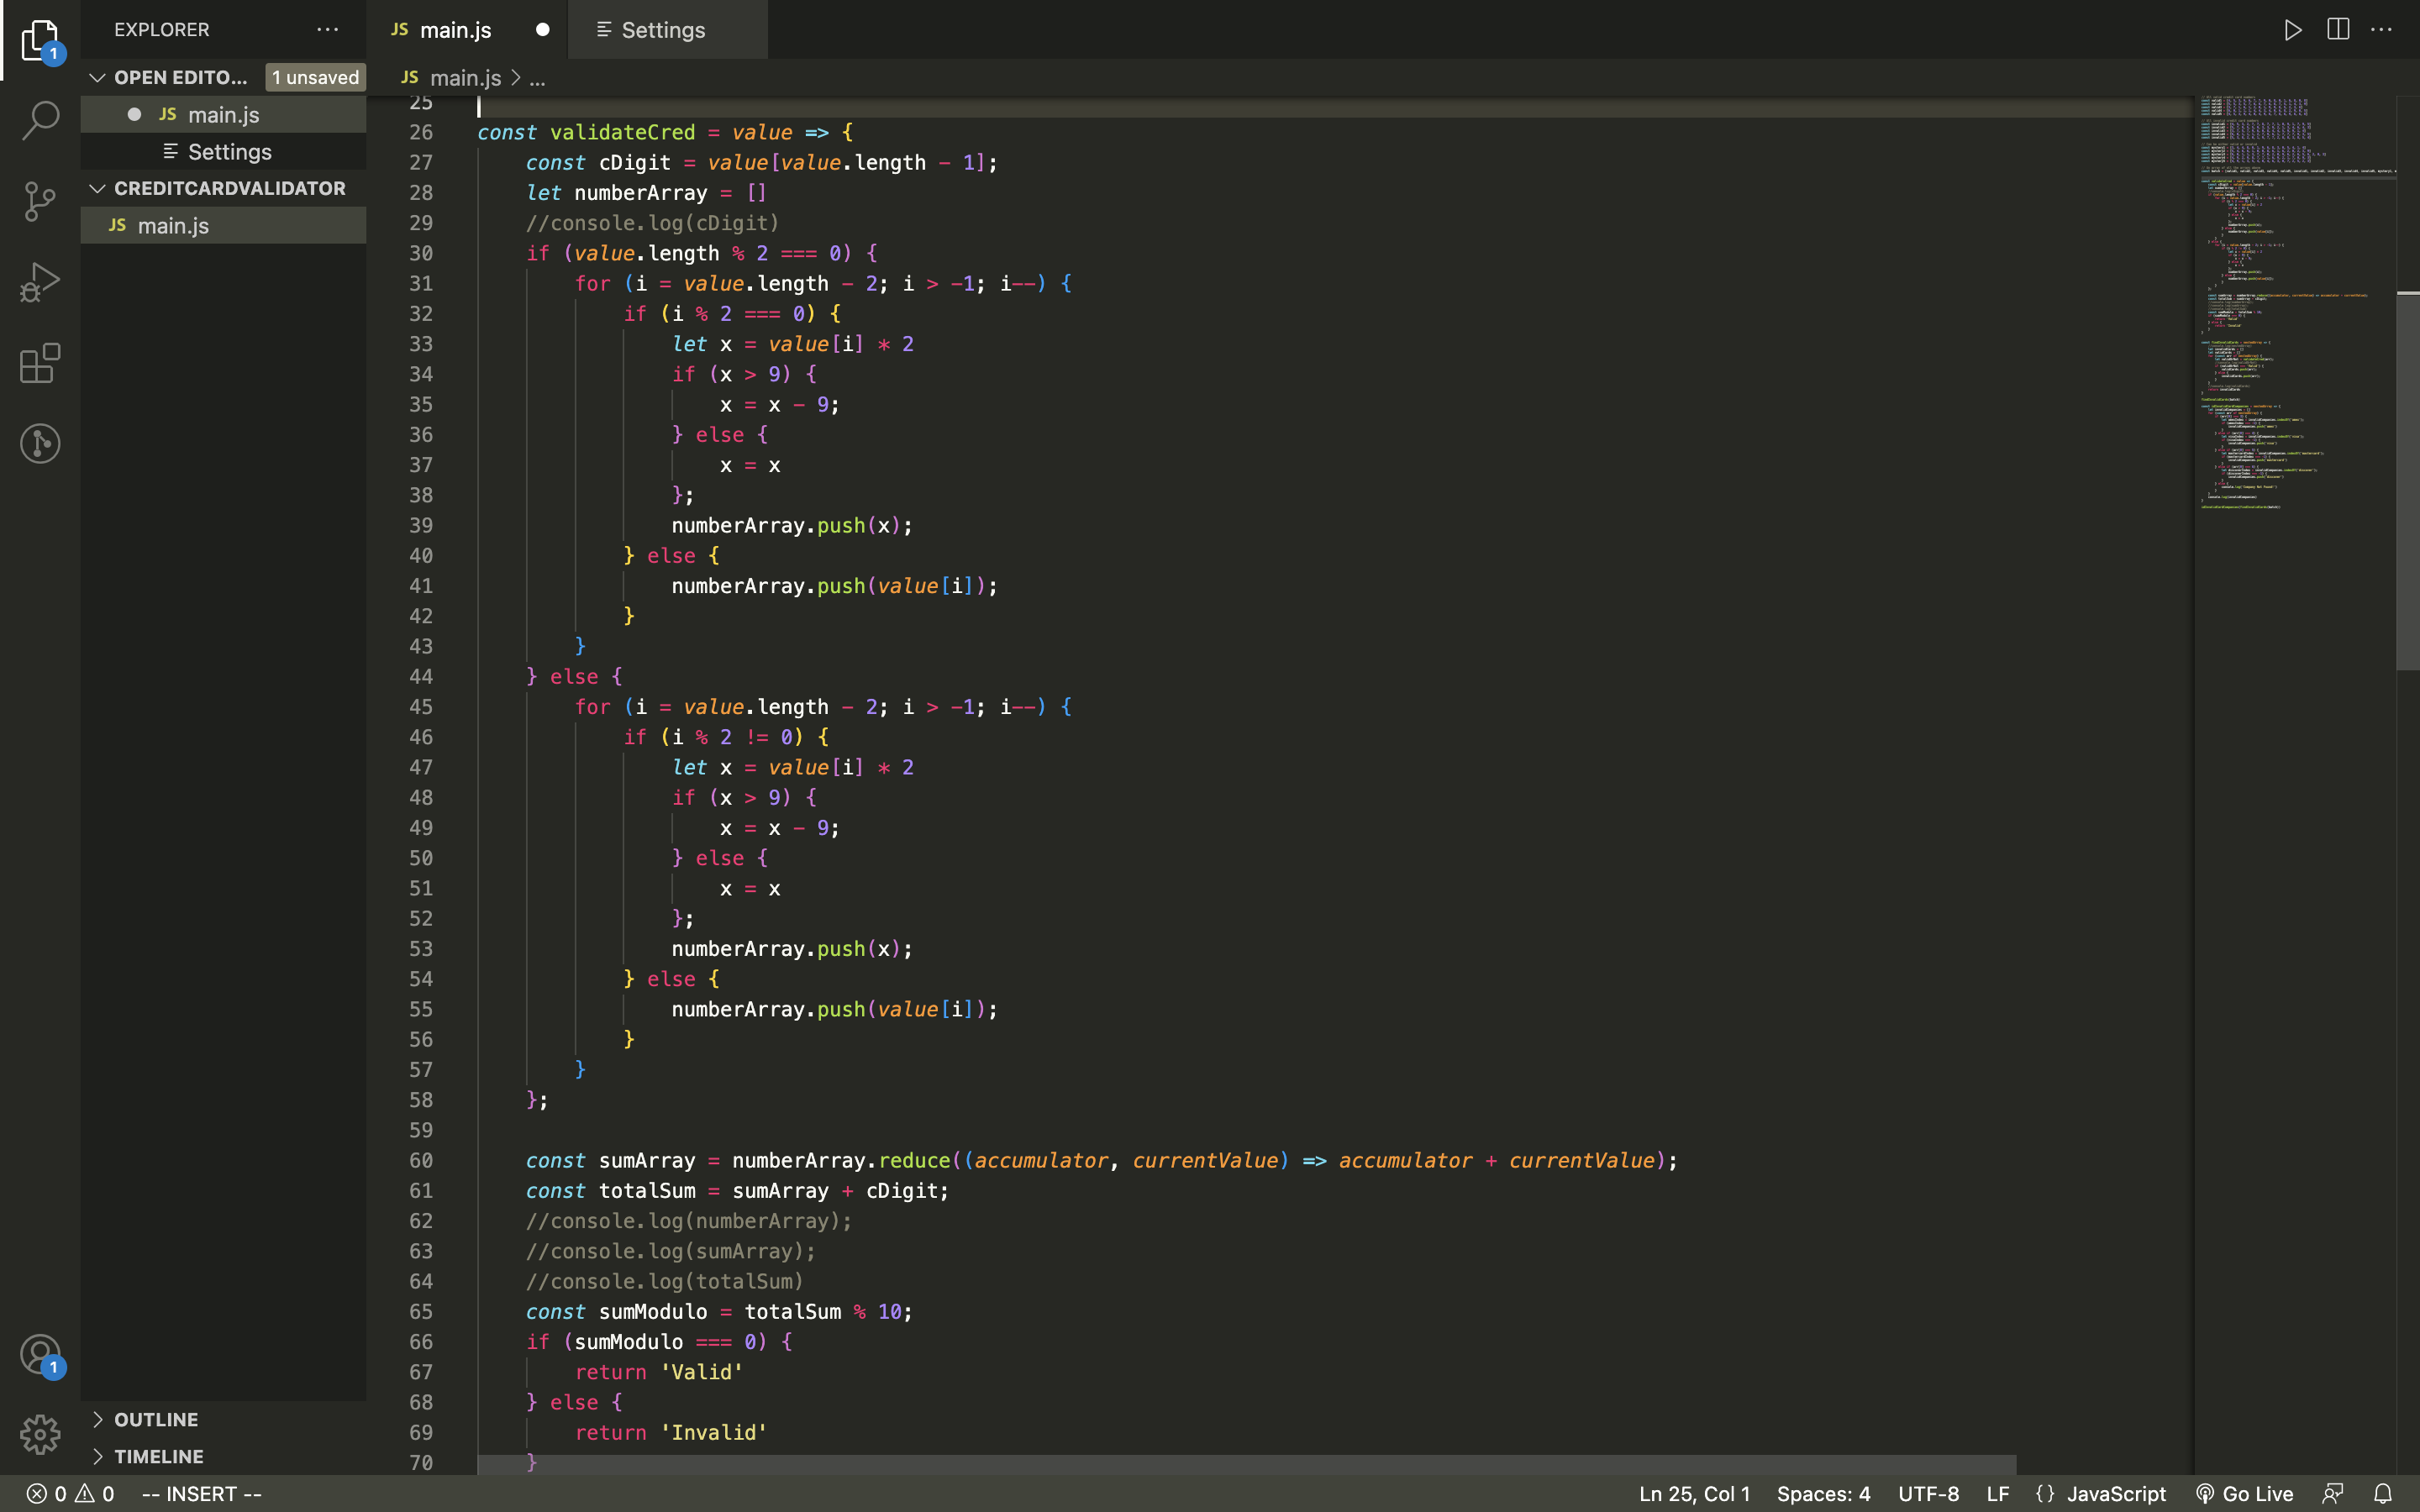 EXPLORER
OPEN EDITO... 1 unsaved
JS main.js
Settings
CREDITCARDVALIDATOR
JS main.js
OUTLINE
TIMELINE
JS main.js
Settings
JS main.js > ...
25
26 const validateCred = value => {
27 const cDigit = value[value.length - 1];
28 let numberArray = []
29 //console.log(cDigit)
30 if (value.length % 2 === 0) {
31 for (i = value.length - 2; i > -1; i--) {
32 if (i % 2 === 0) {
33 let x = value[i] * 2
34 if (x > 9) {
35 x = x - 9;
36 } else {
37 x = x
38 };
39 numberArray.push(x);
40 } else {
41 numberArray.push(value[i]);
42 }
43 }
44 } else {
45 for (i = value.length - 2; i > -1; i--) {
46 if (i % 2 != 0) {
47 let x = value[i] * 2
48 if (x > 9) {
49 x = x - 9;
50 } else {
51 x = x
52 };
53 numberArray.push(x);
54 } else {
55 numberArray.push(value[i]);
56 }
57 }
58 };
59
60 const sumArray = numberArray.reduce((accumulator, currentValue) => accumulator + currentValue);
61 const totalSum = sumArray + cDigit;
62 //console.log(numberArray);
63 //console.log(sumArray);
64 //console.log(totalSum)
65 const sumModulo = totalSum % 10;
66 if (sumModulo === 0) {
67 return 'Valid'
68 } else {
69 return 'Invalid'
70 }
1
1
0 0 -- INSERT -- Ln 25, Col 1 Spaces: 4 UTF-8 LF {} JavaScript Go Live